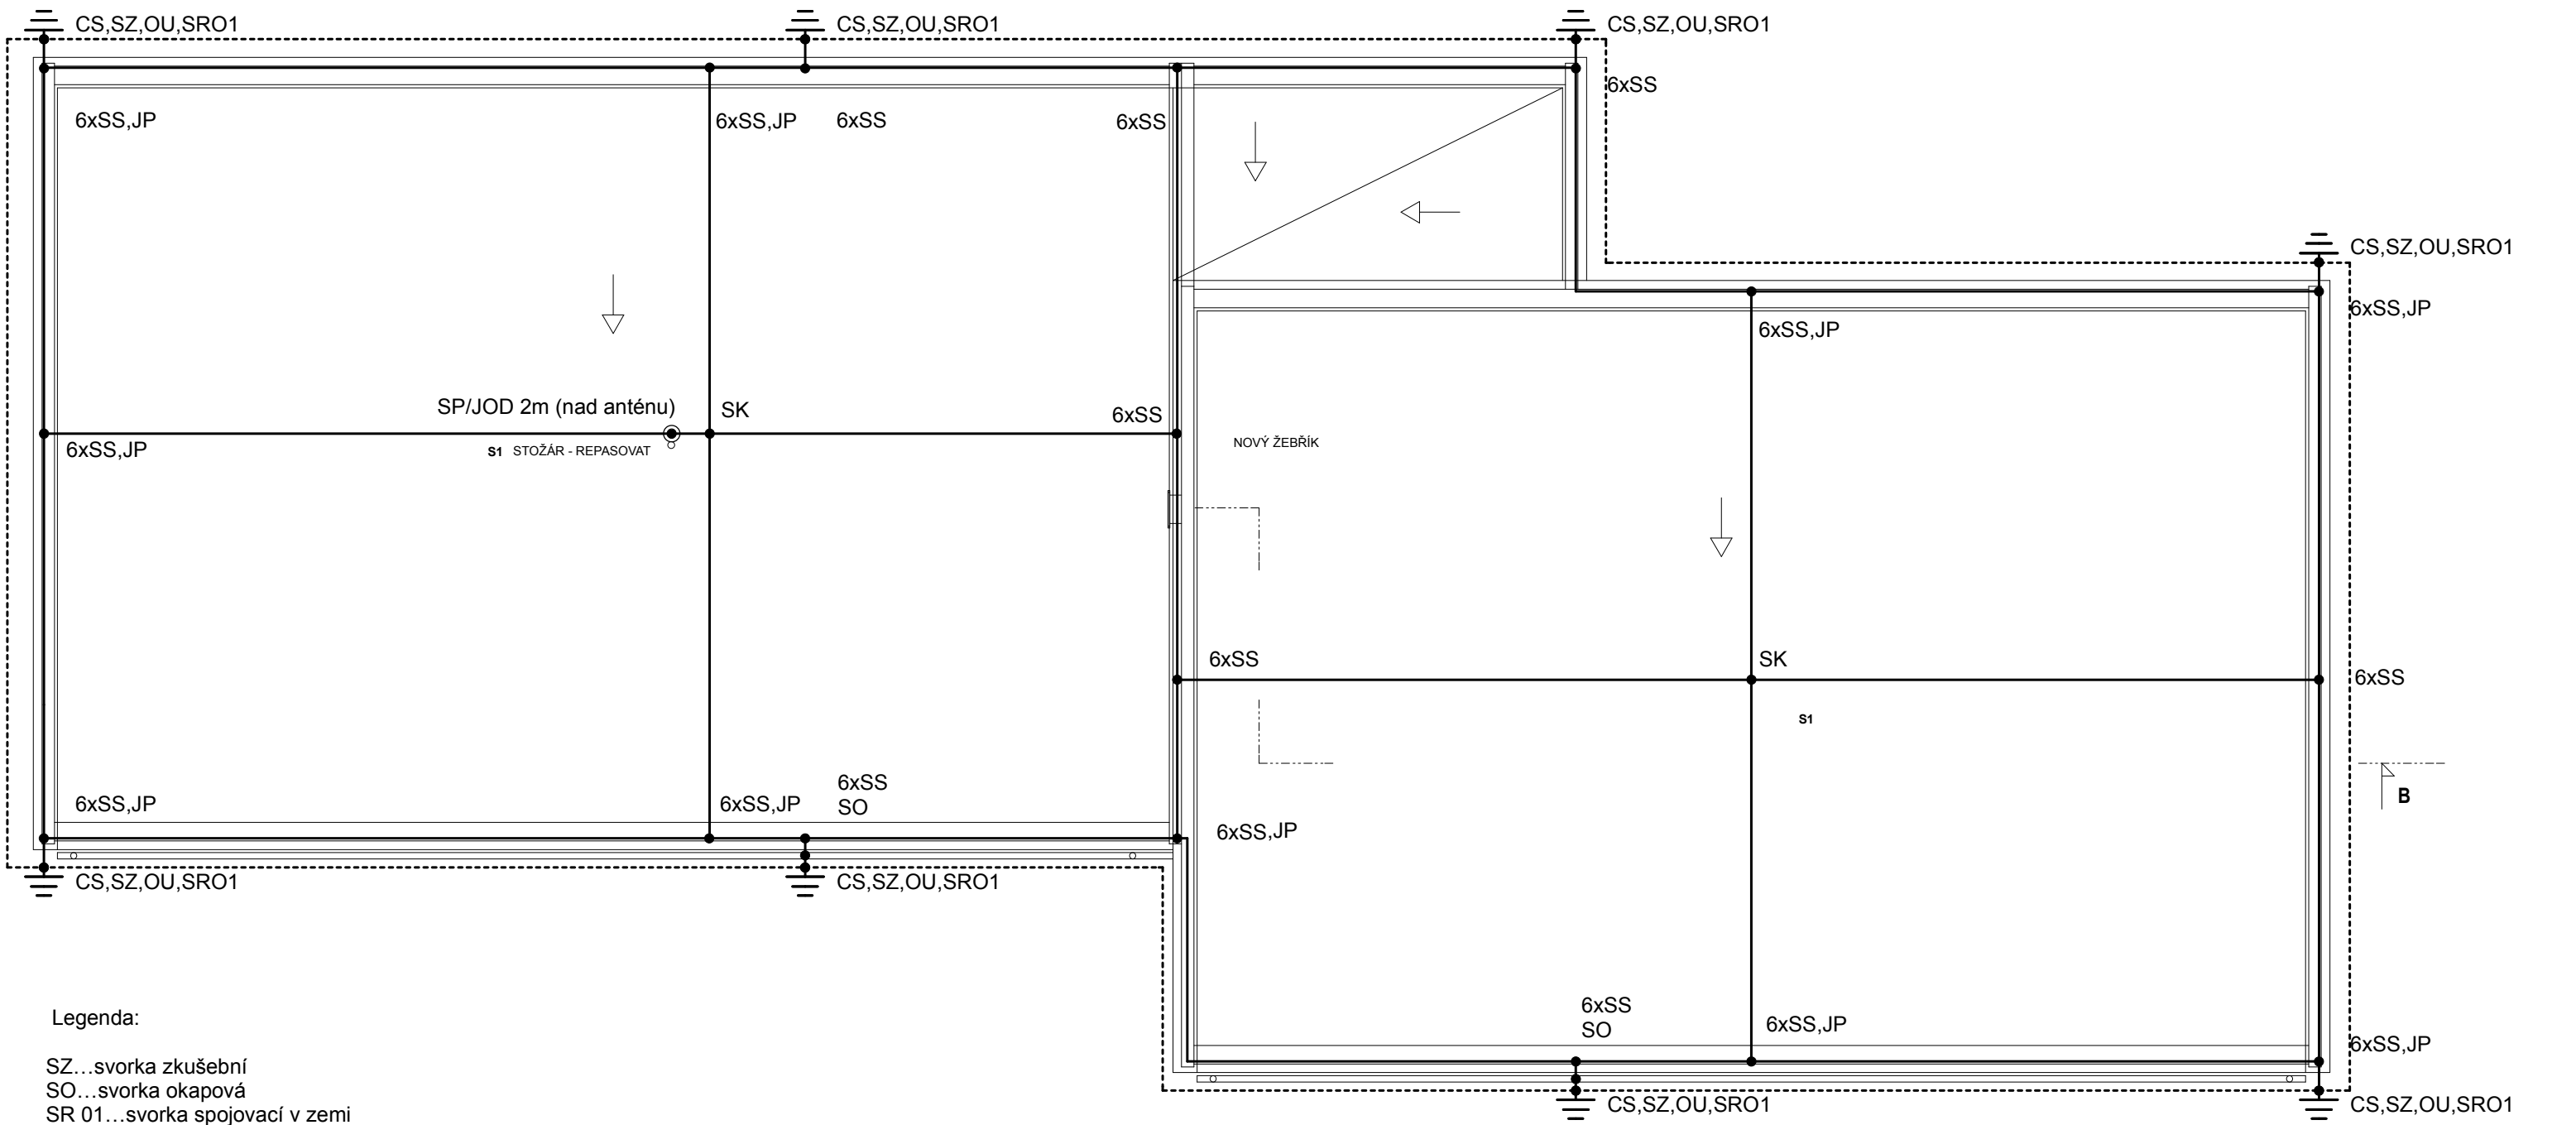 CS,SZ,OU,SRO1
CS,SZ,OU,SRO1
CS,SZ,OU,SRO1
6xSS
6xSS,JP
6xSS,JP
6xSS
6xSS
CS,SZ,OU,SRO1
6xSS,JP
6xSS,JP
SP/JOD 2m (nad anténu)
SK
6xSS
6xSS,JP
S1 STOŽÁR - REPASOVAT
NOVÝ ŽEBŘÍK
6xSS
SK
6xSS
S1
B
6xSS,JP
6xSS,JP
6xSS
SO
6xSS,JP
CS,SZ,OU,SRO1
CS,SZ,OU,SRO1
6xSS
SO
6xSS,JP
6xSS,JP
CS,SZ,OU,SRO1
CS,SZ,OU,SRO1
Legenda:
SZ...svorka zkušební
SO...svorka okapová
SR 01...svorka spojovací v zemi